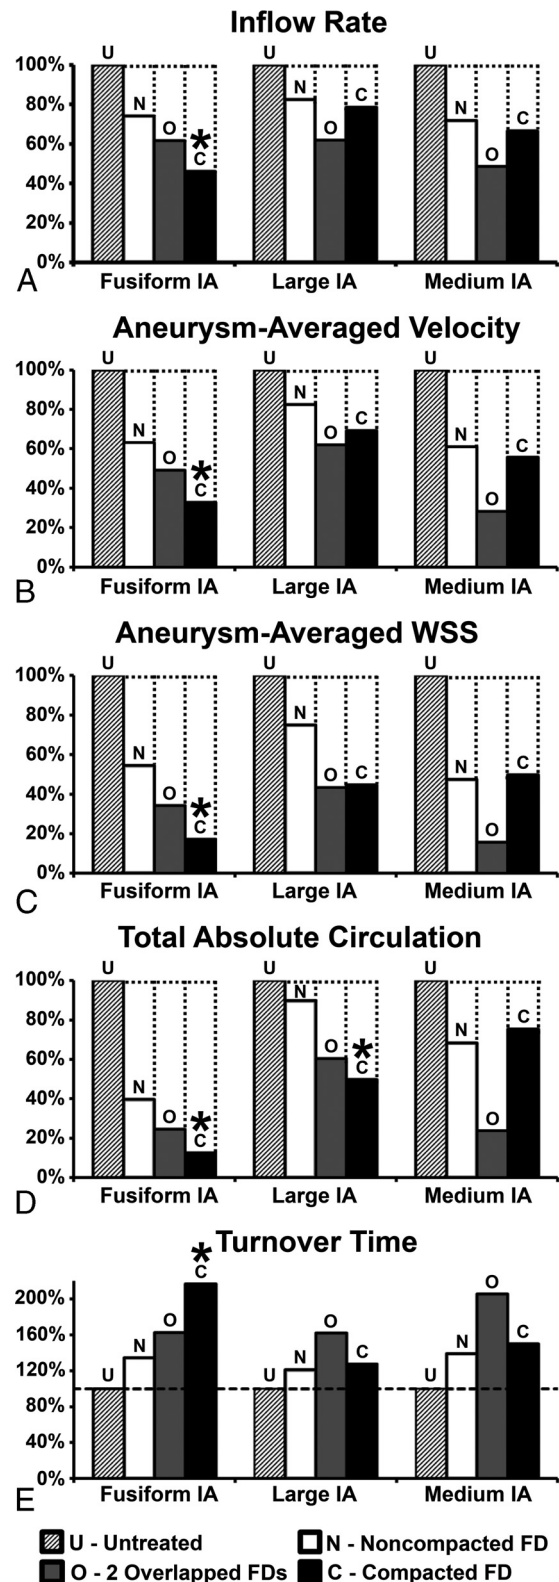 Inflow Rate
U U U
100%
80%
60%
40%
20%
0%
N O * C
N O C
N O C
A
Fusiform IA Large IA Medium IA
Aneurysm-Averaged Velocity
U U U
100%
80%
60%
40%
20%
0%
N O * C
N O C
N O C
B
Fusiform IA Large IA Medium IA
Aneurysm-Averaged WSS
U U U
100%
80%
60%
40%
20%
0%
N O * C
N O C
N O C
C
Fusiform IA Large IA Medium IA
Total Absolute Circulation
U U U
100%
80%
60%
40%
20%
0%
N O * C
N O * C
N O C
D
Fusiform IA Large IA Medium IA
Turnover Time
200%
160%
120%
80%
40%
0%
U N O * C
U N O C
U N O C
E
Fusiform IA Large IA Medium IA
U - Untreated N - Noncompacted FD
O - 2 Overlapped FDs C - Compacted FD